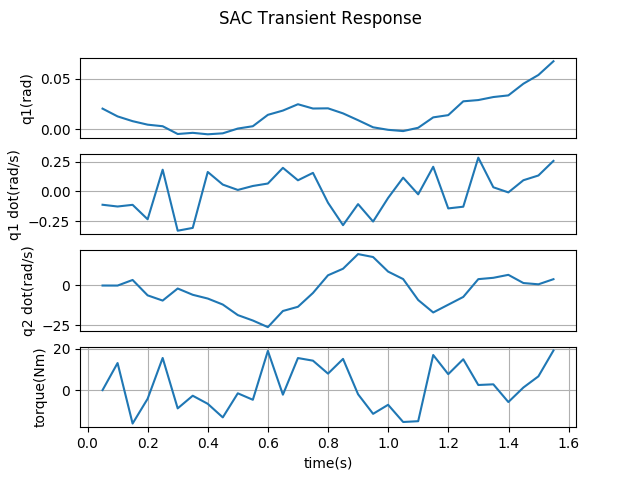 SAC Transient Response
q1(rad)
0.05
0.00
q1 dot(rad/s)
0.25
0.00
−0.25
q2 dot(rad/s)
0
−25
torque(Nm)
20
0
0.0 0.2 0.4 0.6 0.8 1.0 1.2 1.4 1.6
time(s)